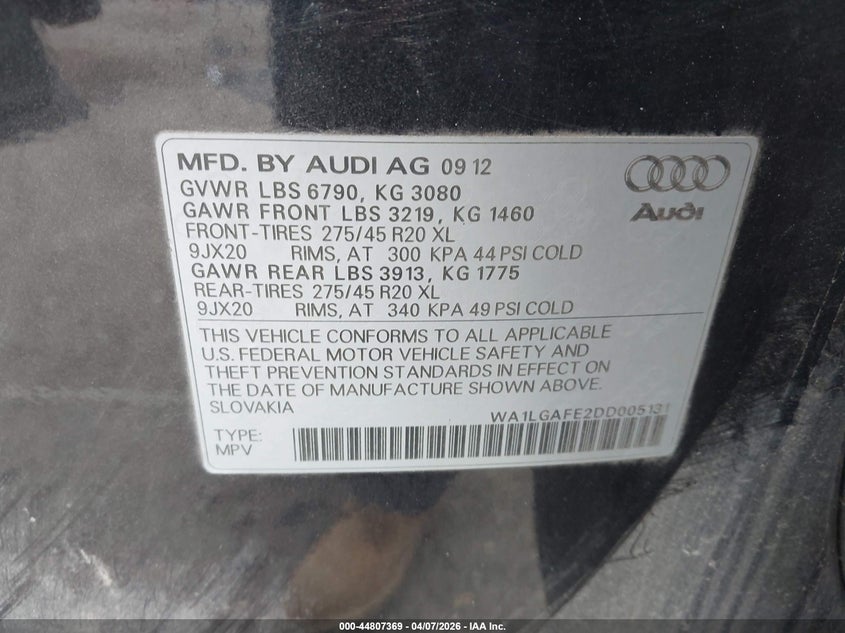 MFD. BY AUDI AG 09 12
GVWR LBS 6790, KG 3080
GAWR FRONT LBS 3219, KG 1460
FRONT-TIRES 275/45 R20 XL
9JX20 RIMS, AT 300 KPA 44 PSI COLD
GAWR REAR LBS 3913, KG 1775
REAR-TIRES 275/45 R20 XL
9JX20 RIMS, AT 340 KPA 49 PSI COLD
Audi
THIS VEHICLE CONFORMS TO ALL APPLICABLE
U.S. FEDERAL MOTOR VEHICLE SAFETY AND
THEFT PREVENTION STANDARDS IN EFFECT ON
THE DATE OF MANUFACTURE SHOWN ABOVE.
SLOVAKIA
WA1LGAFE2DD005131
TYPE:
MPV
000-44807369 - 04/07/2026 - IAA Inc.